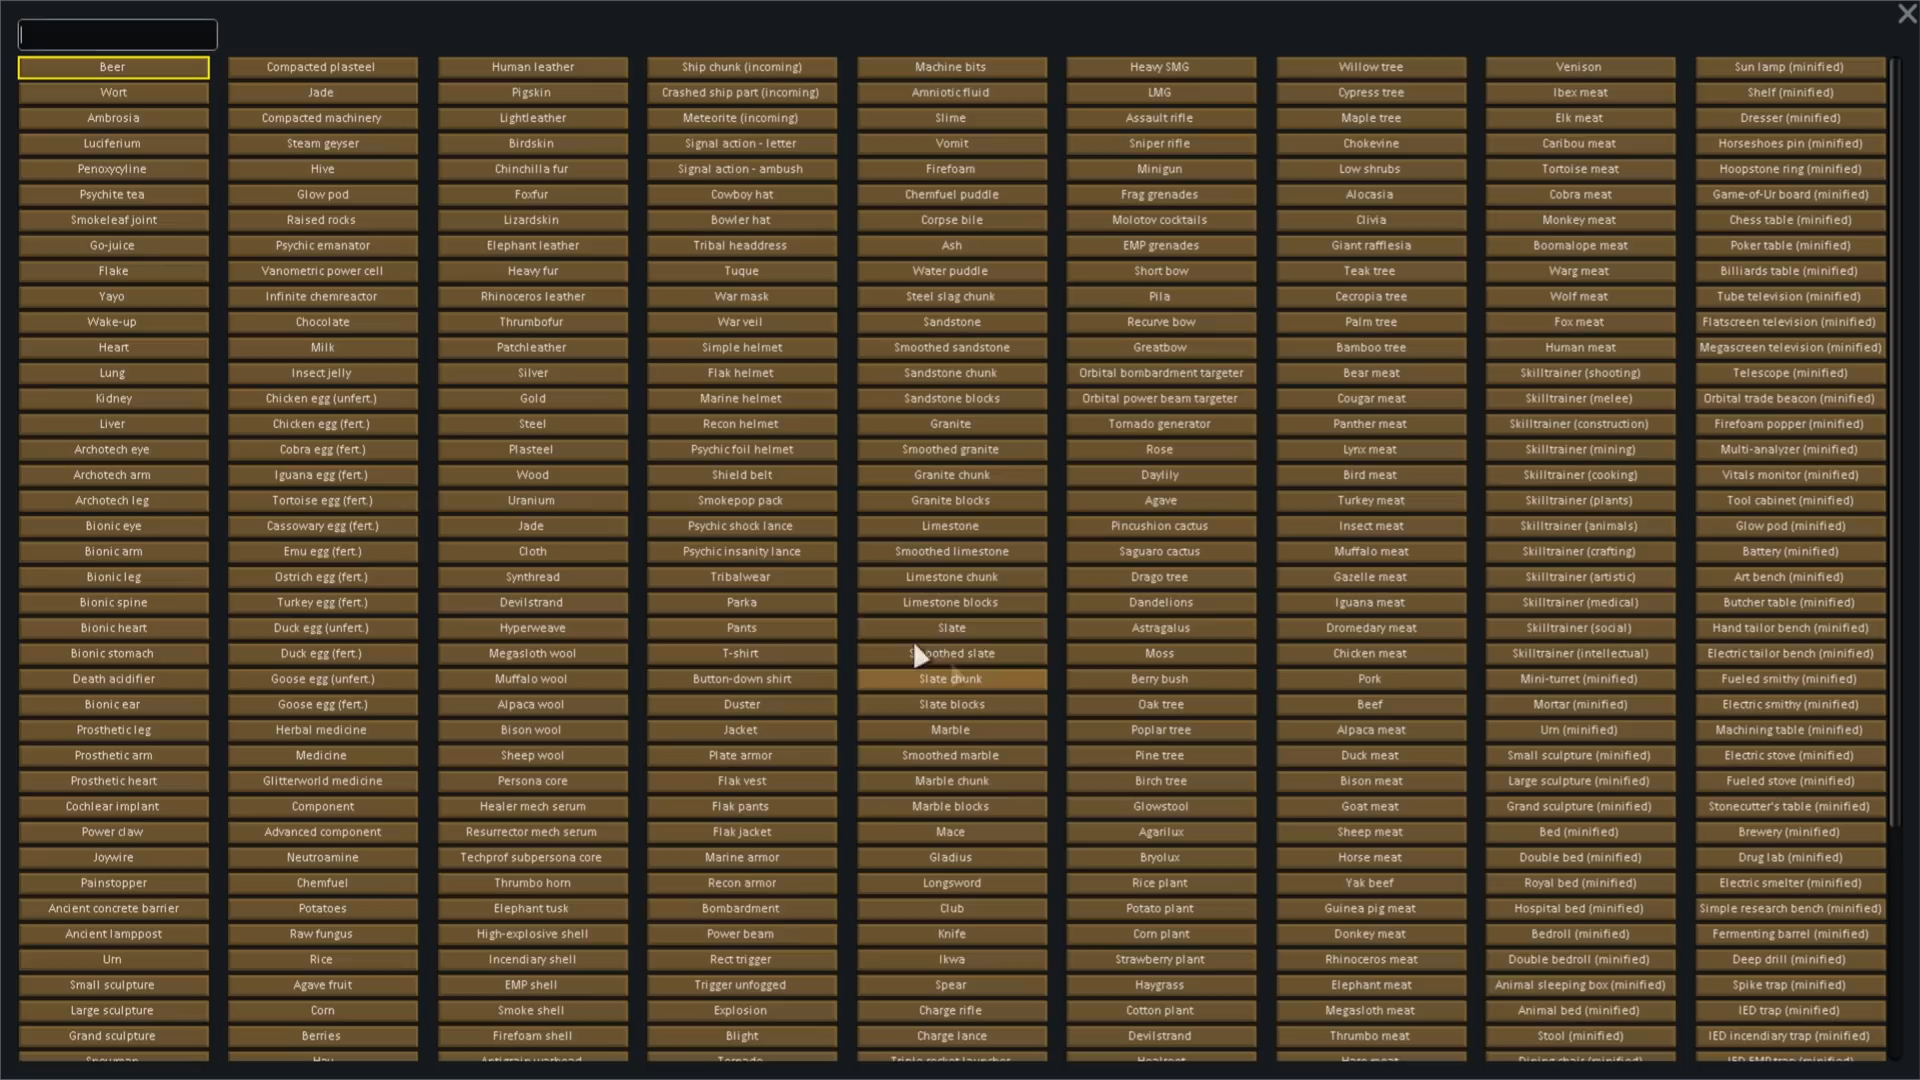 Beer
Wort
Ambrosia
Luciferium
Penoxycyline
Psychite tea
Smokeleaf joint
Go-juice
Flake
Yayo
Wake-up
Heart
Lung
Kidney
Liver
Archotech eye
Archotech arm
Archotech leg
Bionic eye
Bionic arm
Bionic leg
Bionic spine
Bionic heart
Bionic stomach
Death acidifier
Bionic ear
Prosthetic leg
Prosthetic arm
Prosthetic heart
Cochlear implant
Power claw
Joywire
Painstopper
Ancient concrete barrier
Ancient lamppost
Urn
Small sculpture
Large sculpture
Grand sculpture
Snowman
Compacted plasteel
Jade
Compacted machinery
Steam geyser
Hive
Glow pod
Raised rocks
Psychic emanator
Vanometric power cell
Infinite chemreactor
Chocolate
Milk
Insect jelly
Chicken egg (unfert.)
Chicken egg (fert.)
Cobra egg (fert.)
Iguana egg (fert.)
Tortoise egg (fert.)
Cassowary egg (fert.)
Emu egg (fert.)
Ostrich egg (fert.)
Turkey egg (fert.)
Duck egg (unfert.)
Duck egg (fert.)
Goose egg (unfert.)
Goose egg (fert.)
Herbal medicine
Medicine
Glitterworld medicine
Component
Advanced component
Neutroamine
Chemfuel
Potatoes
Raw fungus
Rice
Agave fruit
Corn
Berries
Hay
Human leather
Pigskin
Lightleather
Birdskin
Chinchilla fur
Foxfur
Lizardskin
Elephant leather
Heavy fur
Rhinoceros leather
Thrumbofur
Patchleather
Silver
Gold
Steel
Plasteel
Wood
Uranium
Jade
Cloth
Synthread
Devilstrand
Hyperweave
Megasloth wool
Muffalo wool
Alpaca wool
Bison wool
Sheep wool
Persona core
Healer mech serum
Resurrector mech serum
Techprof subpersona core
Thrumbo horn
Elephant tusk
High-explosive shell
Incendiary shell
EMP shell
Smoke shell
Firefoam shell
Antigrain warhead
Ship chunk (incoming)
Crashed ship part (incoming)
Meteorite (incoming)
Signal action - letter
Signal action - ambush
Cowboy hat
Bowler hat
Tribal headdress
Tuque
War mask
War veil
Simple helmet
Flak helmet
Marine helmet
Recon helmet
Psychic foil helmet
Shield belt
Smokepop pack
Psychic shock lance
Psychic insanity lance
Tribalwear
Parka
Pants
T-shirt
Button-down shirt
Duster
Jacket
Plate armor
Flak vest
Flak pants
Flak jacket
Marine armor
Recon armor
Bombardment
Power beam
Rect trigger
Trigger unfogged
Explosion
Blight
Tornado
Machine bits
Amniotic fluid
Slime
Vomit
Firefoam
Chemfuel puddle
Corpse bile
Ash
Water puddle
Steel slag chunk
Sandstone
Smoothed sandstone
Sandstone chunk
Sandstone blocks
Granite
Smoothed granite
Granite chunk
Granite blocks
Limestone
Smoothed limestone
Limestone chunk
Limestone blocks
Slate
Smoothed slate
Slate chunk
Slate blocks
Marble
Smoothed marble
Marble chunk
Marble blocks
Mace
Gladius
Longsword
Club
Knife
Ikwa
Spear
Charge rifle
Charge lance
Triple rocket launcher
Heavy SMG
LMG
Assault rifle
Sniper rifle
Minigun
Frag grenades
Molotov cocktails
EMP grenades
Short bow
Pila
Recurve bow
Greatbow
Orbital bombardment targeter
Orbital power beam targeter
Tornado generator
Rose
Daylily
Agave
Pincushion cactus
Saguaro cactus
Drago tree
Dandelions
Astragalus
Moss
Berry bush
Oak tree
Poplar tree
Pine tree
Birch tree
Glowstool
Agarilux
Bryolux
Rice plant
Potato plant
Corn plant
Strawberry plant
Haygrass
Cotton plant
Devilstrand
Healroot
Willow tree
Cypress tree
Maple tree
Chokevine
Low shrubs
Alocasia
Clivia
Giant rafflesia
Teak tree
Cecropia tree
Palm tree
Bamboo tree
Bear meat
Cougar meat
Panther meat
Lynx meat
Bird meat
Turkey meat
Insect meat
Muffalo meat
Gazelle meat
Iguana meat
Dromedary meat
Chicken meat
Pork
Beef
Alpaca meat
Duck meat
Bison meat
Goat meat
Sheep meat
Horse meat
Yak beef
Guinea pig meat
Donkey meat
Rhinoceros meat
Elephant meat
Megasloth meat
Thrumbo meat
Hare meat
Venison
Ibex meat
Elk meat
Caribou meat
Tortoise meat
Cobra meat
Monkey meat
Boomalope meat
Warg meat
Wolf meat
Fox meat
Human meat
Skilltrainer (shooting)
Skilltrainer (melee)
Skilltrainer (construction)
Skilltrainer (mining)
Skilltrainer (cooking)
Skilltrainer (plants)
Skilltrainer (animals)
Skilltrainer (crafting)
Skilltrainer (artistic)
Skilltrainer (medical)
Skilltrainer (social)
Skilltrainer (intellectual)
Mini-turret (minified)
Mortar (minified)
Urn (minified)
Small sculpture (minified)
Large sculpture (minified)
Grand sculpture (minified)
Bed (minified)
Double bed (minified)
Royal bed (minified)
Hospital bed (minified)
Bedroll (minified)
Double bedroll (minified)
Animal sleeping box (minified)
Animal bed (minified)
Stool (minified)
Dining chair (minified)
Sun lamp (minified)
Shelf (minified)
Dresser (minified)
Horseshoes pin (minified)
Hoopstone ring (minified)
Game-of-Ur board (minified)
Chess table (minified)
Poker table (minified)
Billiards table (minified)
Tube television (minified)
Flatscreen television (minified)
Megascreen television (minified)
Telescope (minified)
Orbital trade beacon (minified)
Firefoam popper (minified)
Multi-analyzer (minified)
Vitals monitor (minified)
Tool cabinet (minified)
Glow pod (minified)
Battery (minified)
Art bench (minified)
Butcher table (minified)
Hand tailor bench (minified)
Electric tailor bench (minified)
Fueled smithy (minified)
Electric smithy (minified)
Machining table (minified)
Electric stove (minified)
Fueled stove (minified)
Stonecutter's table (minified)
Brewery (minified)
Drug lab (minified)
Electric smelter (minified)
Simple research bench (minified)
Fermenting barrel (minified)
Deep drill (minified)
Spike trap (minified)
IED trap (minified)
IED incendiary trap (minified)
IED EMP trap (minified)